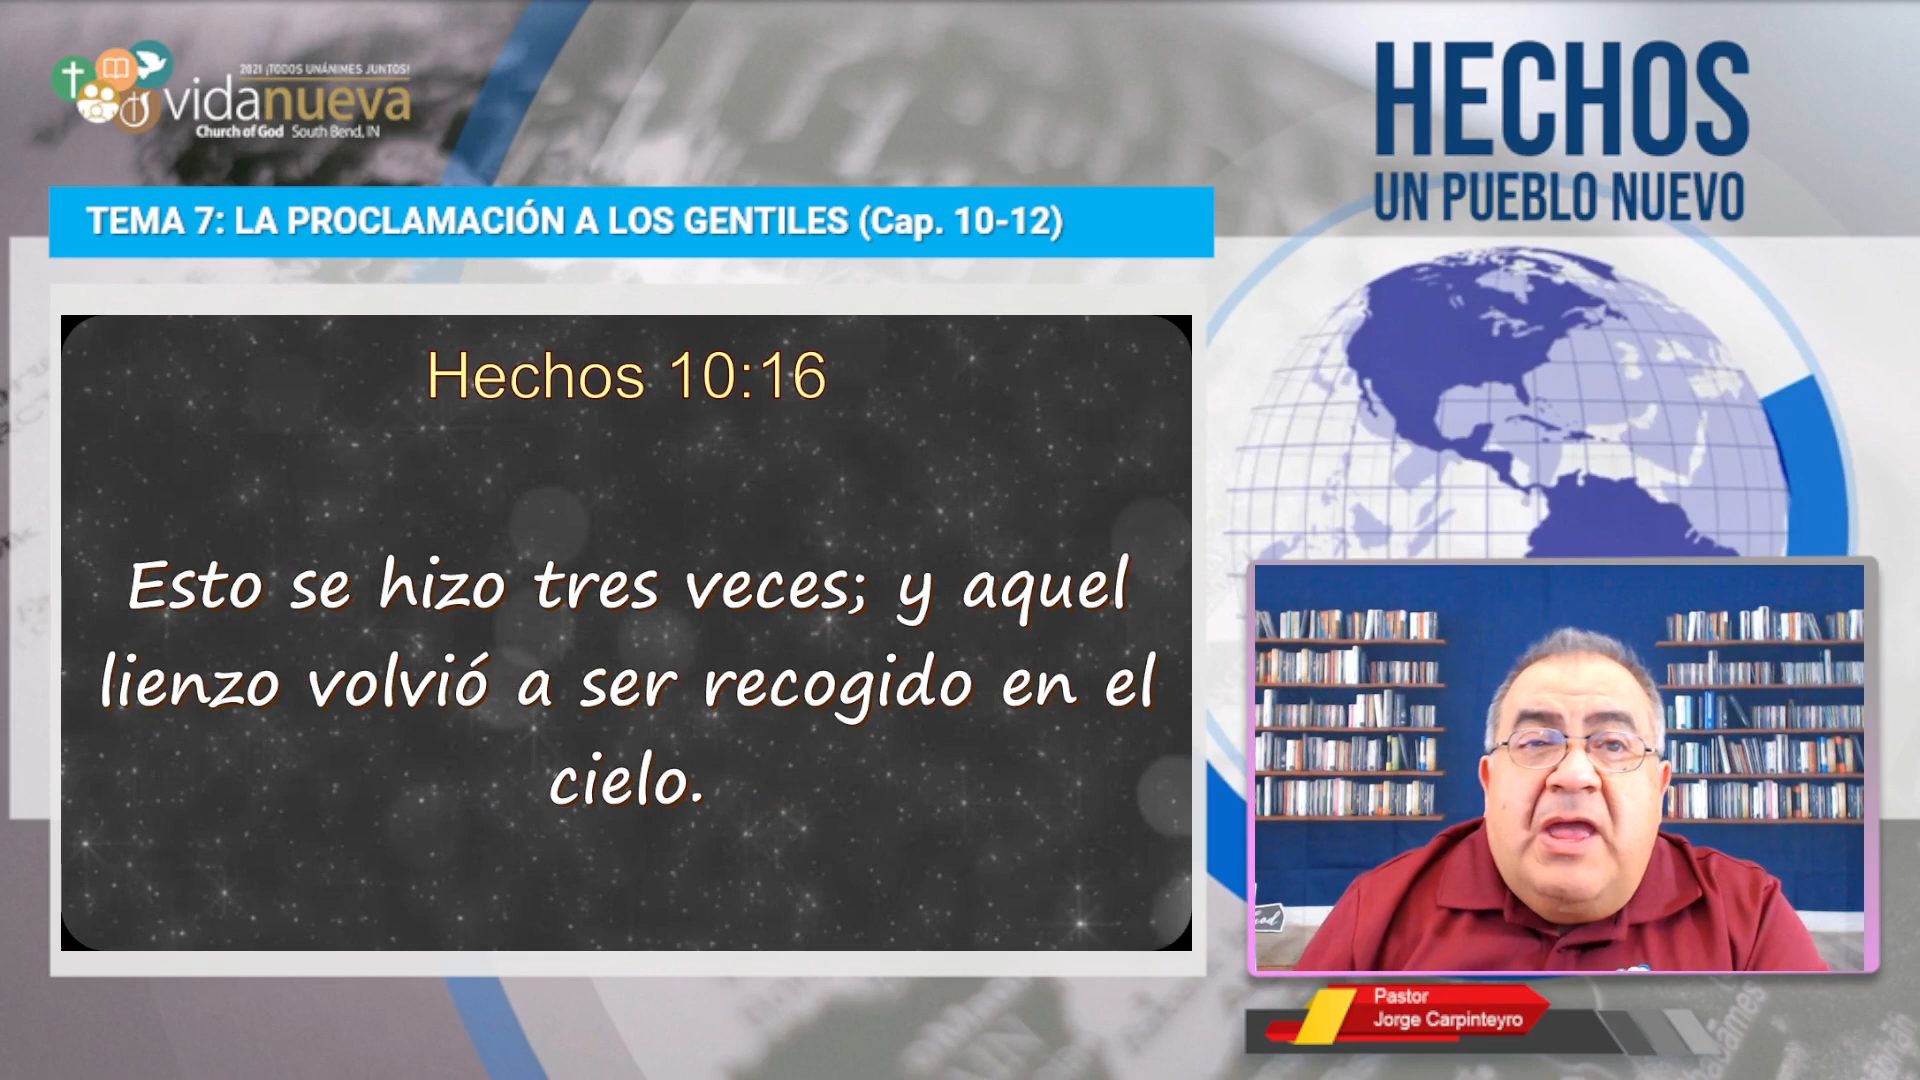 2021 ¡TODOS UNÁNIMES JUNTOS!
vidanueva
Church of God South Bend, IN
HECHOS
UN PUEBLO NUEVO
TEMA 7: LA PROCLAMACIÓN A LOS GENTILES (Cap. 10-12)
Hechos 10:16
Esto se hizo tres veces; y aquel
lienzo volvió a ser recogido en el
cielo.
Pastor
Jorge Carpinteyro